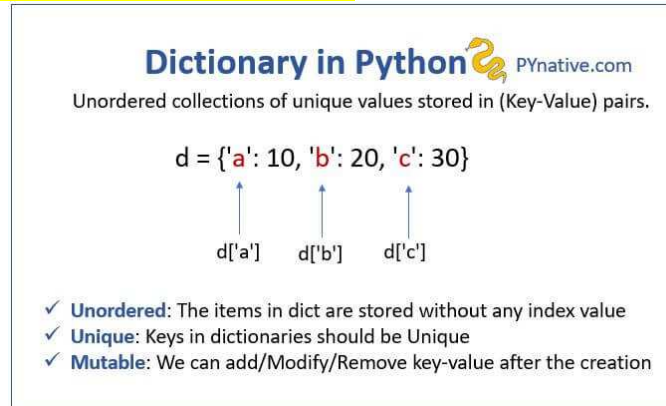 Dictionary in Python PYnative.com
Unordered collections of unique values stored in (Key-Value) pairs.
d = {'a': 10, 'b': 20, 'c': 30}
d['a'] d['b'] d['c']
✓ Unordered: The items in dict are stored without any index value
✓ Unique: Keys in dictionaries should be Unique
✓ Mutable: We can add/Modify/Remove key-value after the creation